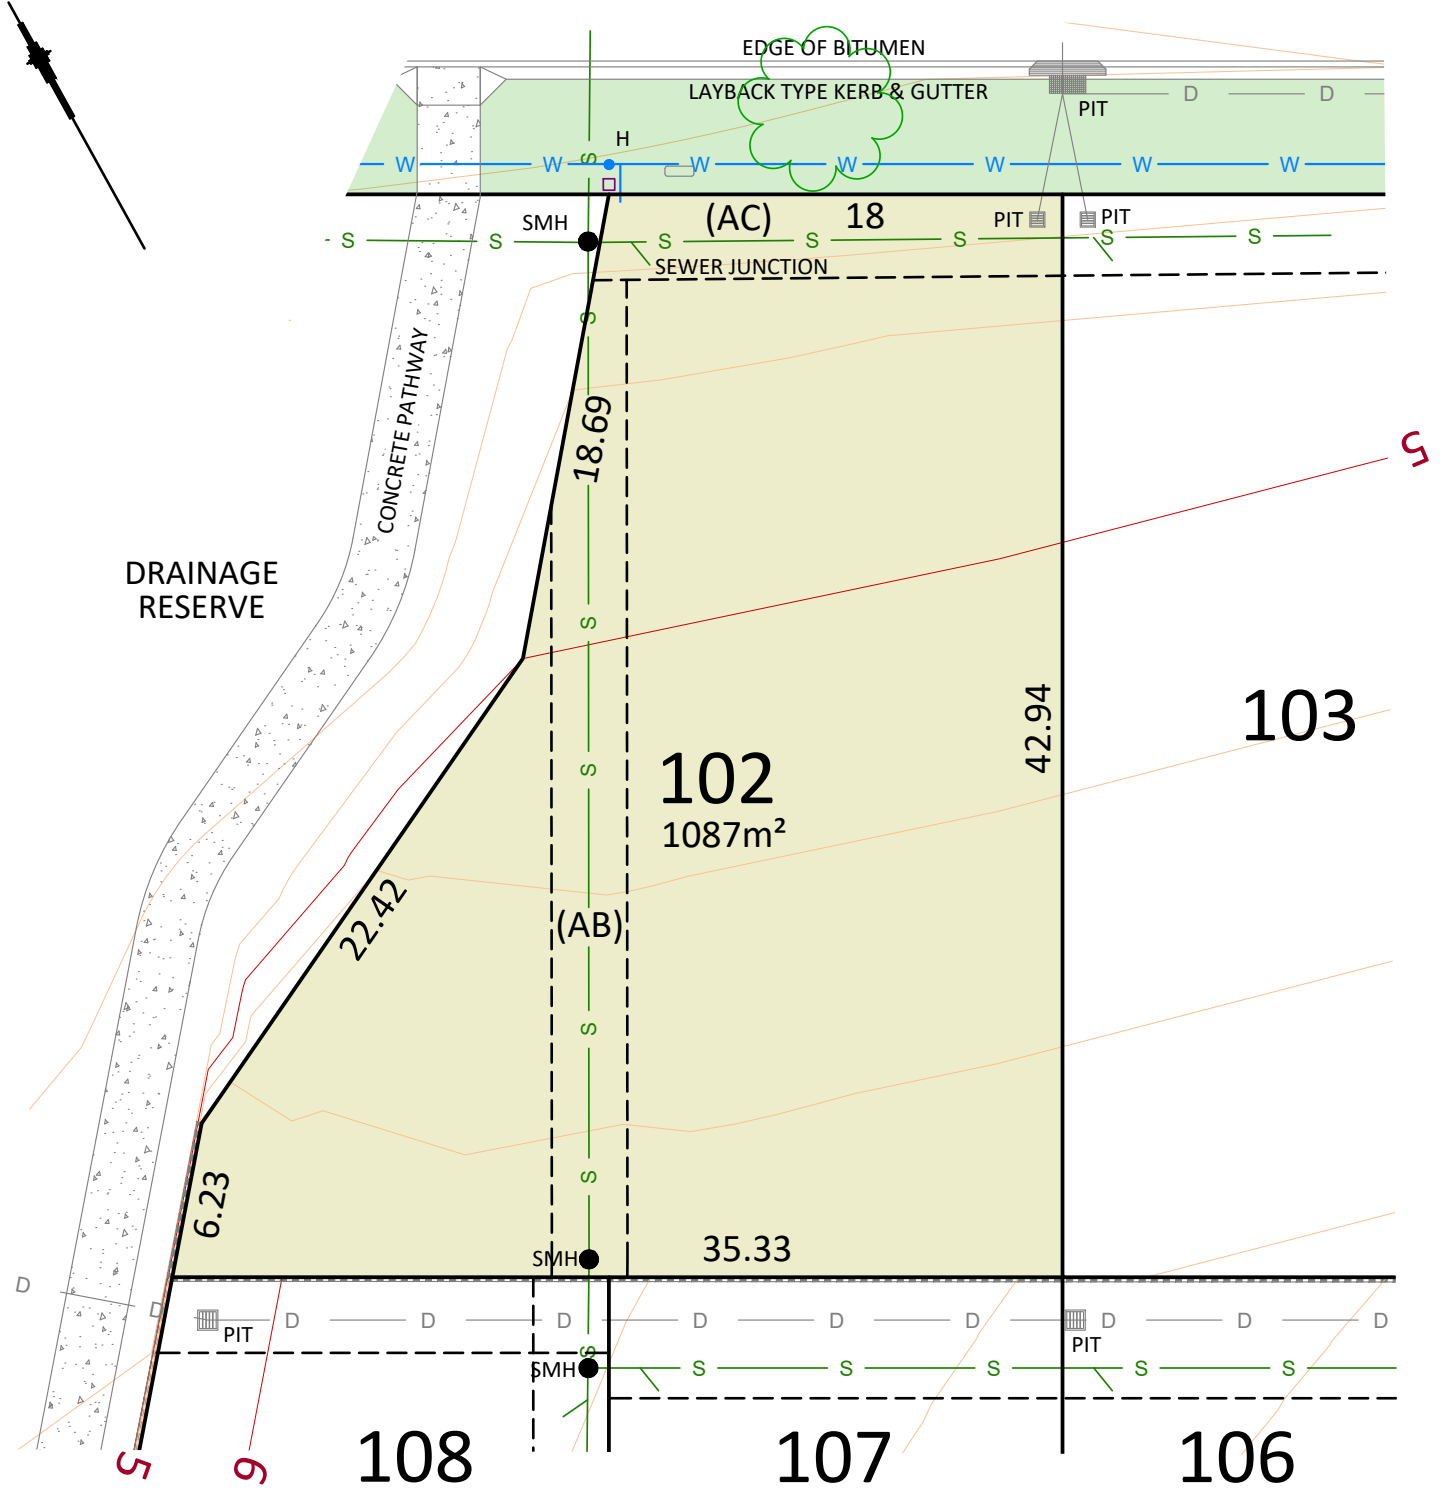 EDGE OF BITUMEN
LAYBACK TYPE KERB & GUTTER
D D
PIT
H
S
W W W W W W W
(AC) 18
PIT PIT
SMH
S S S S S S S
SEWER JUNCTION
S
CONCRETE PATHWAY
18.69
5
DRAINAGE
RESERVE
S
42.94
103
S
102
1087m²
22.42
(AB)
S
S
6.23
35.33
SMH
D
D
PIT
D D D D D D D D D
PIT
S
SMH
S S S S S
5
6
108
107
106